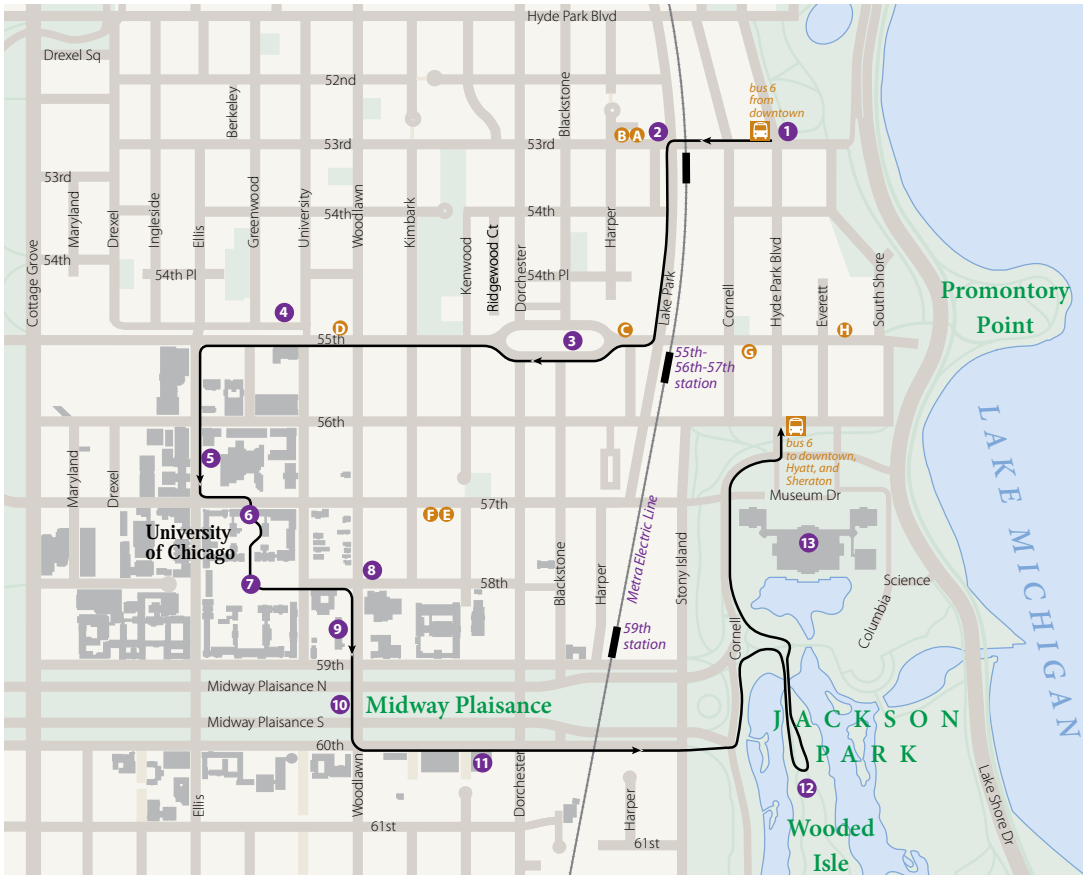 Hyde Park Blvd
Drexel Sq
52nd
Berkeley
Blackstone
bus 6
from
downtown
1
2
B
A
53rd
53rd
53rd
Maryland
Drexel
Ingleside
Ellis
Greenwood
University
54th
Woodlawn
Kimbark
54th
Harper
54th
54th Pl
Kenwood
Ridgewood Ct
Dorchester
54th Pl
Cottage Grove
Lake Park
Cornell
Hyde Park Blvd
Everett
South Shore
Promontory
Point
4
D
55th
3
C
H
G
55th-
56th-57th
station
56th
bus 6
to downtown,
Hyatt, and
Sheraton
LAKE MICHIGAN
Maryland
Drexel
5
57th
Museum Dr
6
F
E
University
of Chicago
13
Metra Electric Line
Stony Island
8
7
58th
Blackstone
Harper
Science
Columbia
9
59th
station
Cornell
59th
Midway Plaisance N
10
Midway Plaisance
Midway Plaisance S
JACKSON
PARK
60th
11
12
Ellis
Woodlawn
Dorchester
Harper
Lake Shore Dr
61st
61st
Wooded
Isle